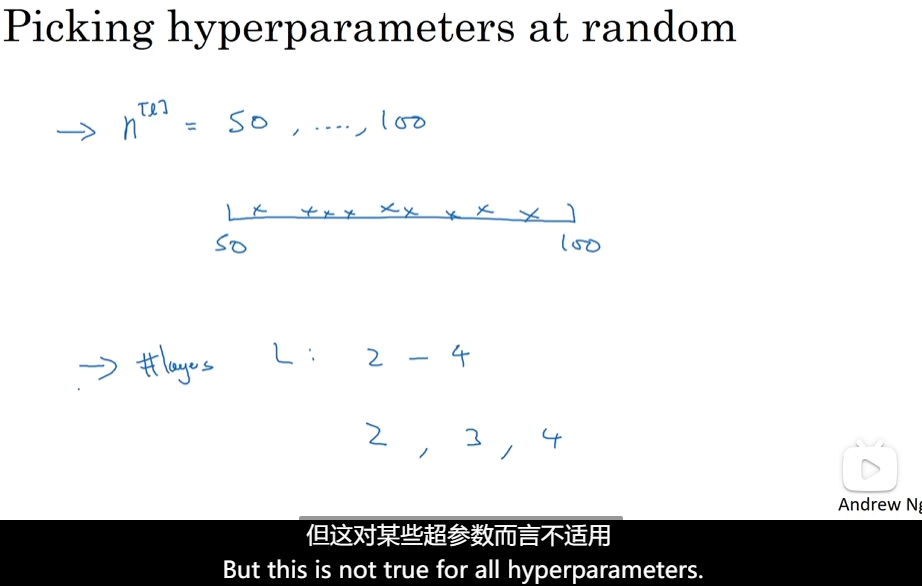 Picking hyperparameters at random
→ n^[l] = 50, ...., 100
50 100
→ #layers L: 2 - 4
2, 3, 4
Andrew Ng
但这对某些超参数而言不适用
But this is not true for all hyperparameters.